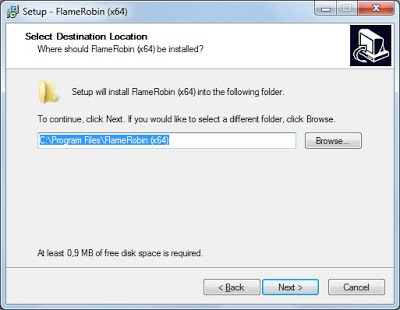 Setup - FlameRobin (x64)
Select Destination Location
Where should FlameRobin (x64) be installed?
Setup will install FlameRobin (x64) into the following folder.
To continue, click Next. If you would like to select a different folder, click Browse.
C:\Program Files\FlameRobin (x64)
Browse...
At least 0,9 MB of free disk space is required.
< Back
Next >
Cancel